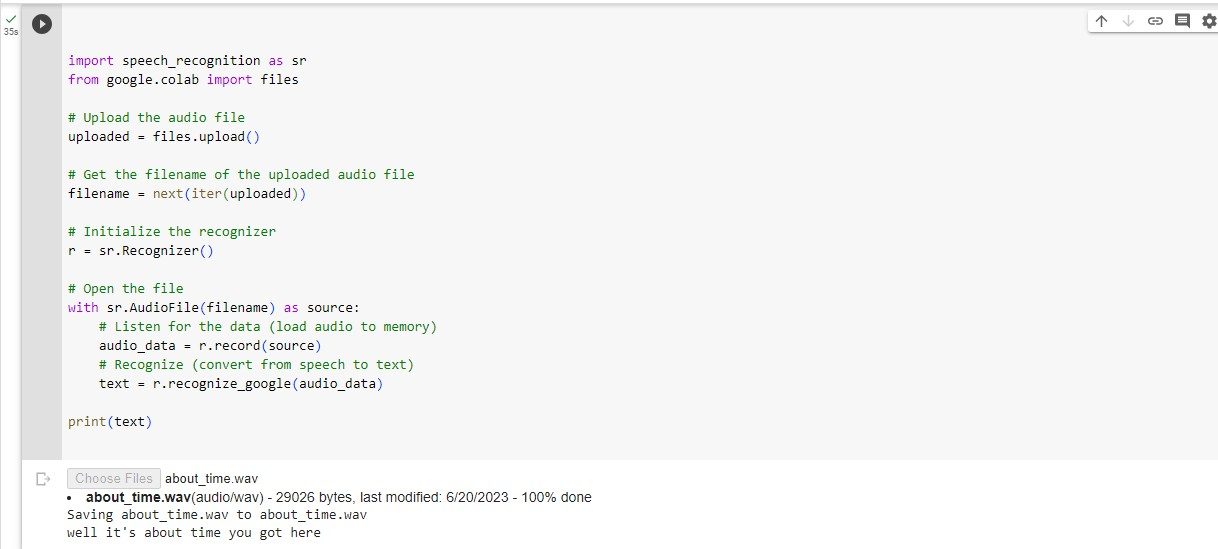 35s
import speech_recognition as sr
from google.colab import files
# Upload the audio file
uploaded = files.upload()
# Get the filename of the uploaded audio file
filename = next(iter(uploaded))
# Initialize the recognizer
r = sr.Recognizer()
# Open the file
with sr.AudioFile(filename) as source:
    # Listen for the data (load audio to memory)
    audio_data = r.record(source)
    # Recognize (convert from speech to text)
    text = r.recognize_google(audio_data)
print(text)
Choose Files about_time.wav
• about_time.wav(audio/wav) - 29026 bytes, last modified: 6/20/2023 - 100% done
Saving about_time.wav to about_time.wav
well it's about time you got here